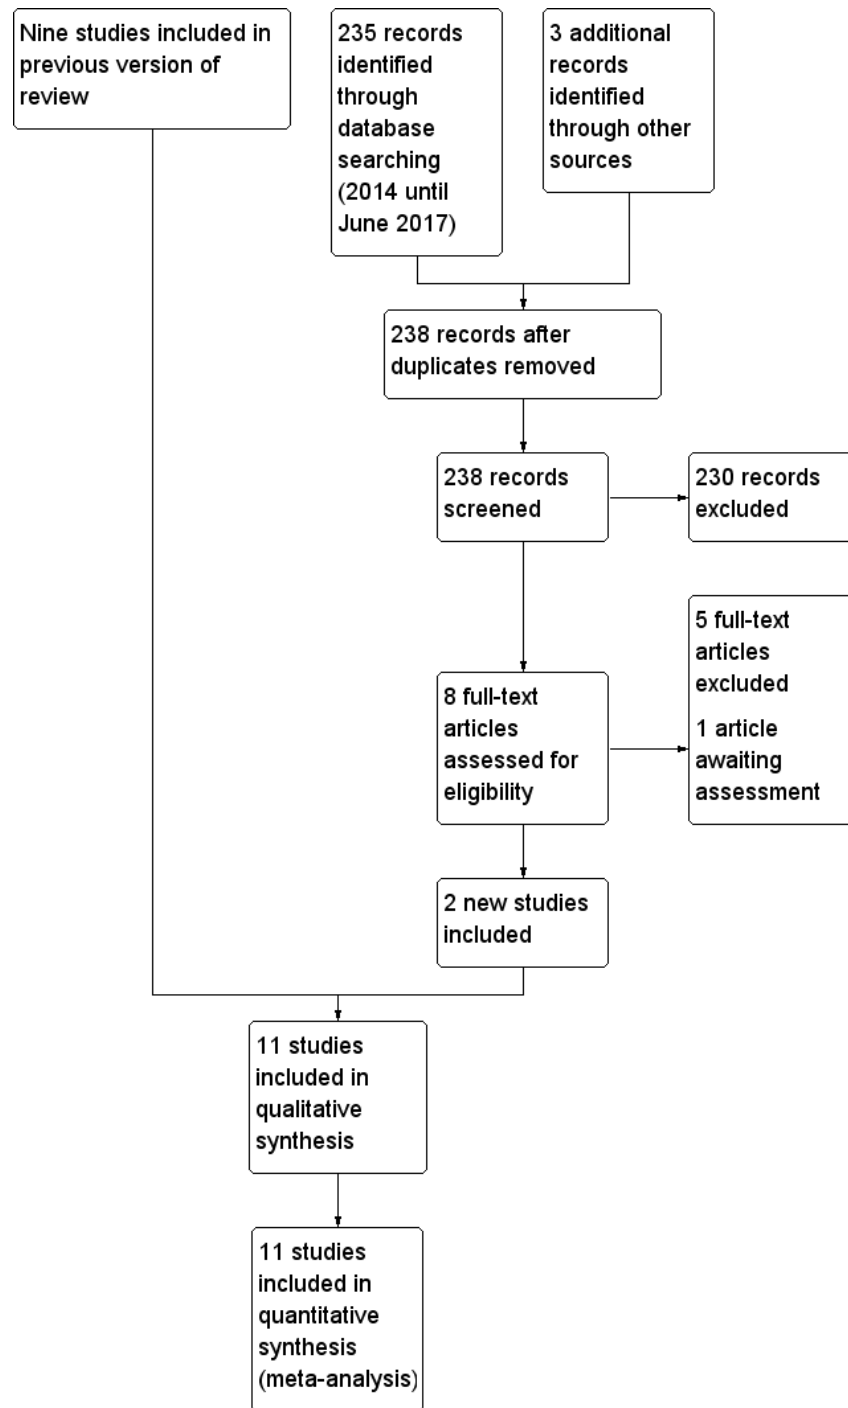 Nine studies included in
previous version of
review
235 records
identified
through
database
searching
(2014 until
June 2017)
3 additional
records
identified
through other
sources
238 records after
duplicates removed
238 records
screened
230 records
excluded
8 full-text
articles
assessed for
eligibility
5 full-text
articles
excluded
1 article
awaiting
assessment
2 new studies
included
11 studies
included in
qualitative
synthesis
11 studies
included in
quantitative
synthesis
(meta-analysis)